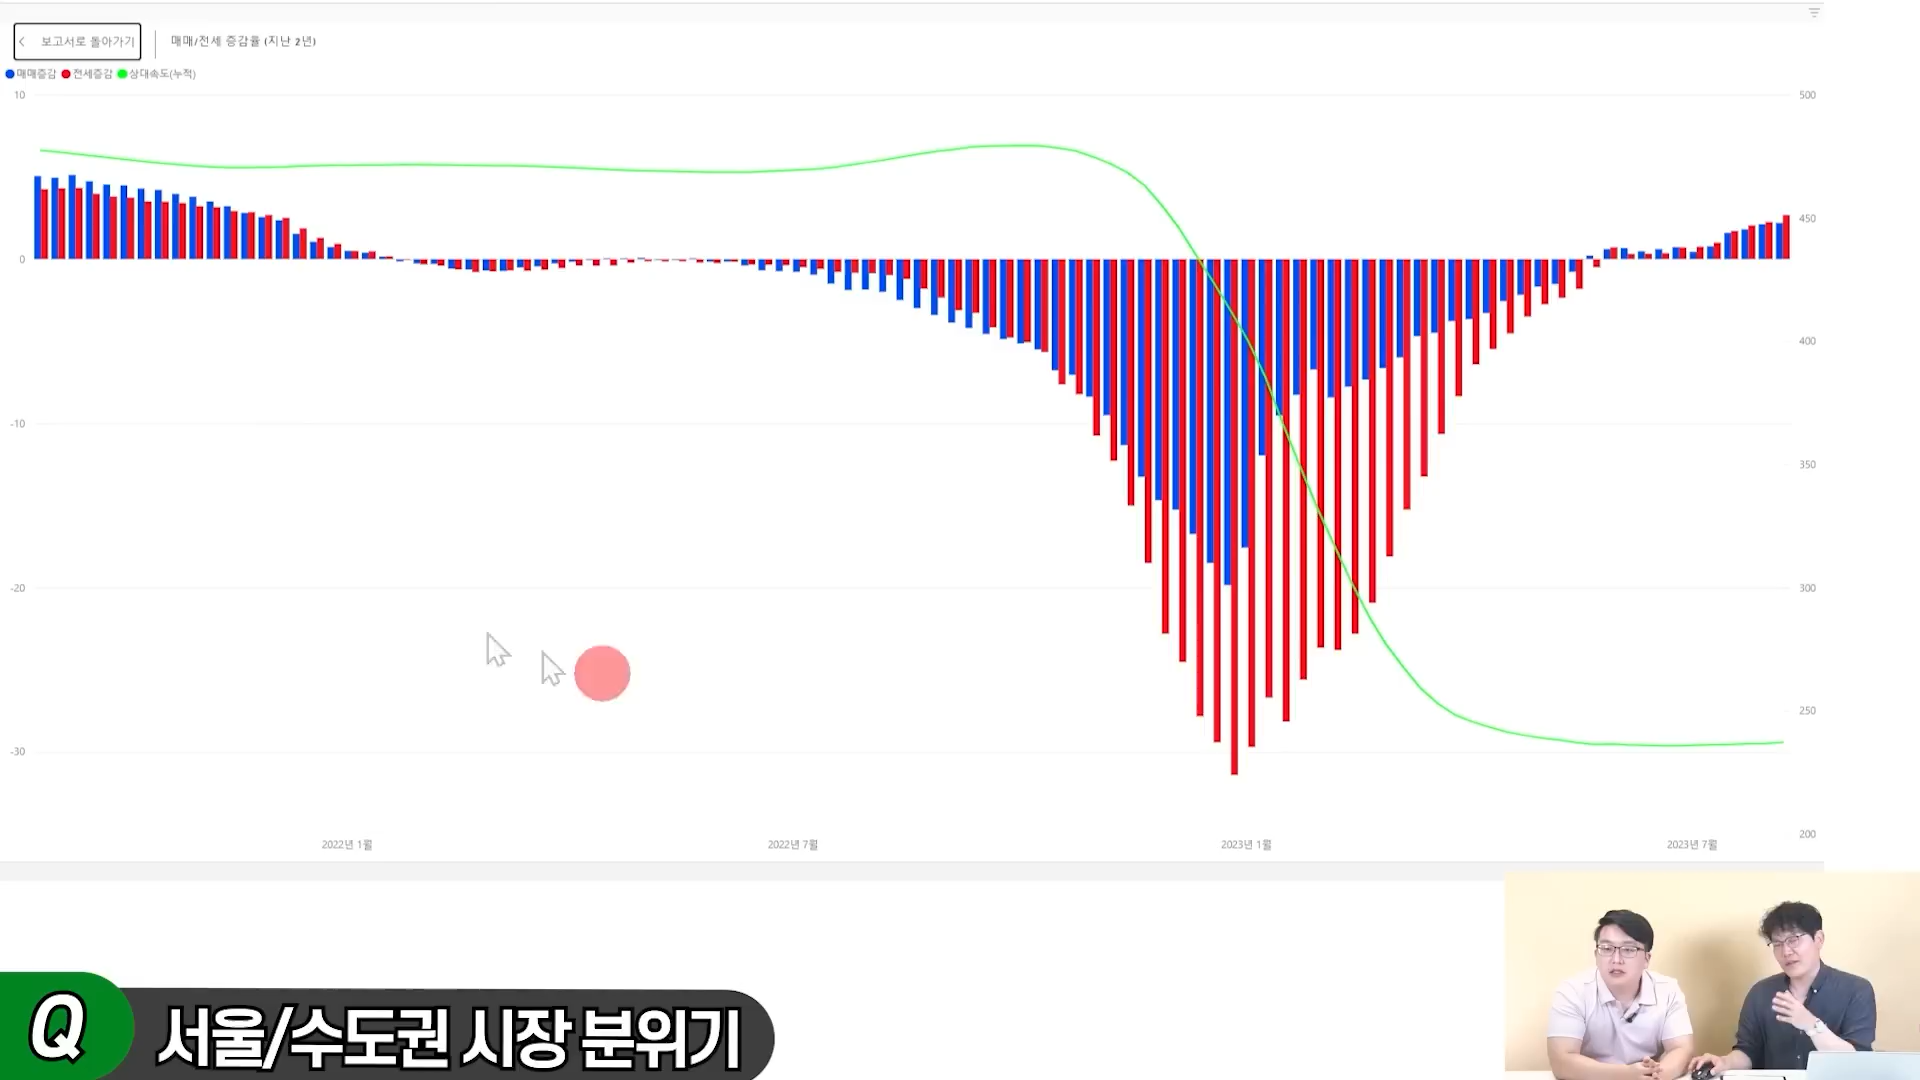 보고서로 돌아가기
매매/전세 증감율 (지난 2년)
매매증감 전세증감 상대속도(누적)
10
0
-10
-20
-30
500
450
400
350
300
250
200
2022년 1월
2022년 7월
2023년 1월
2023년 7월
Q 서울/수도권 시장 분위기